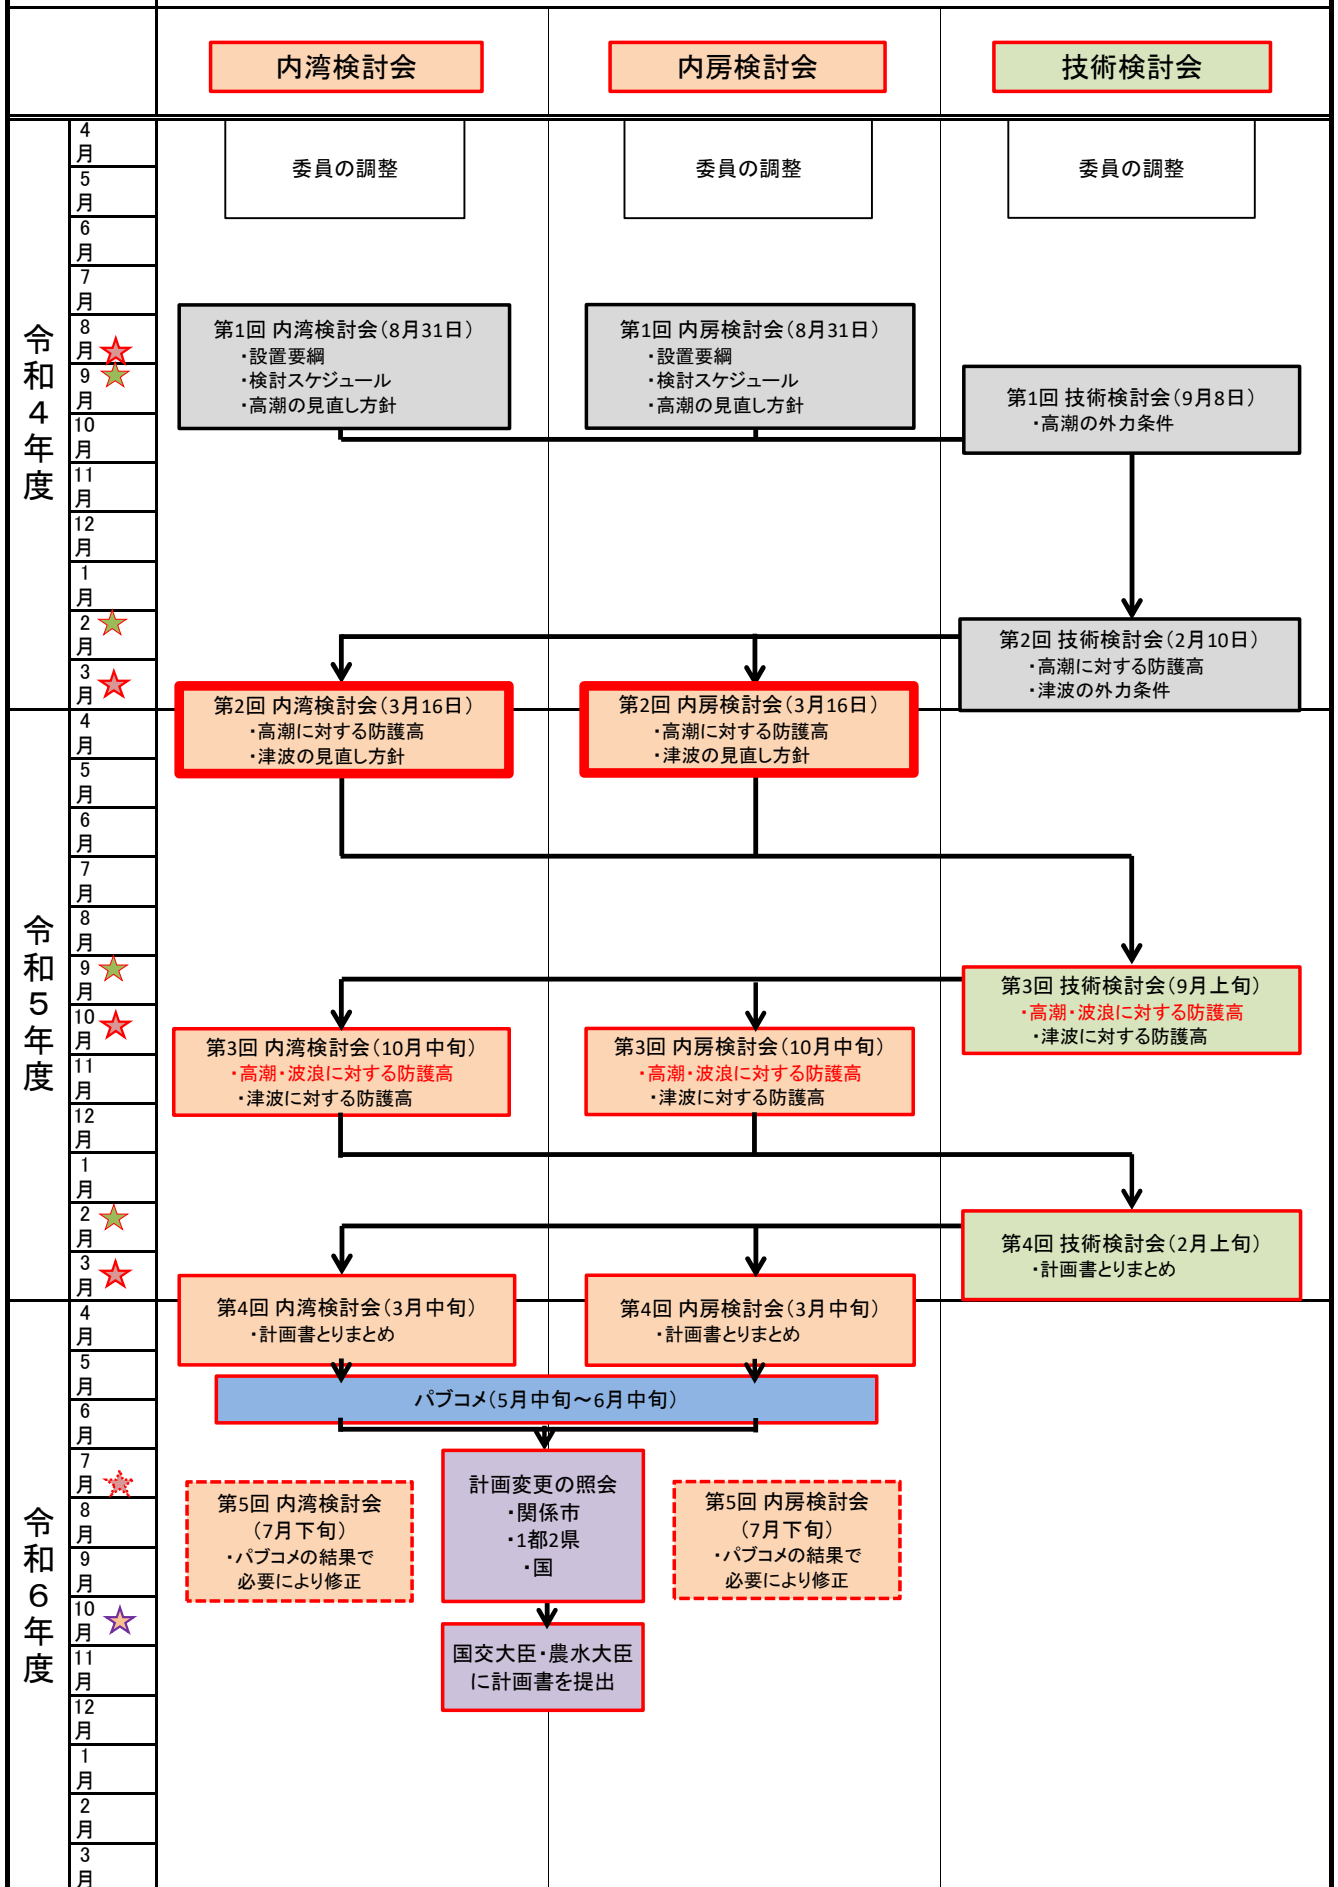 内湾検討会
内房検討会
技術検討会
令和4年度
4月
5月
6月
7月
8月
9月
10月
11月
12月
1月
2月
3月
委員の調整
委員の調整
委員の調整
第1回 内湾検討会(8月31日)
・設置要綱
・検討スケジュール
・高潮の見直し方針
第1回 内房検討会(8月31日)
・設置要綱
・検討スケジュール
・高潮の見直し方針
第1回 技術検討会(9月8日)
・高潮の外力条件
第2回 技術検討会(2月10日)
・高潮に対する防護高
・津波の外力条件
第2回 内湾検討会(3月16日)
・高潮に対する防護高
・津波の見直し方針
第2回 内房検討会(3月16日)
・高潮に対する防護高
・津波の見直し方針
令和5年度
4月
5月
6月
7月
8月
9月
10月
11月
12月
1月
2月
3月
第3回 技術検討会(9月上旬)
・高潮・波浪に対する防護高
・津波に対する防護高
第3回 内湾検討会(10月中旬)
・高潮・波浪に対する防護高
・津波に対する防護高
第3回 内房検討会(10月中旬)
・高潮・波浪に対する防護高
・津波に対する防護高
第4回 技術検討会(2月上旬)
・計画書とりまとめ
第4回 内湾検討会(3月中旬)
・計画書とりまとめ
第4回 内房検討会(3月中旬)
・計画書とりまとめ
令和6年度
4月
5月
6月
7月
8月
9月
10月
11月
12月
1月
2月
3月
パブコメ(5月中旬～6月中旬)
第5回 内湾検討会
(7月下旬)
・パブコメの結果で
必要により修正
計画変更の照会
・関係市
・1都2県
・国
第5回 内房検討会
(7月下旬)
・パブコメの結果で
必要により修正
国交大臣・農水大臣
に計画書を提出